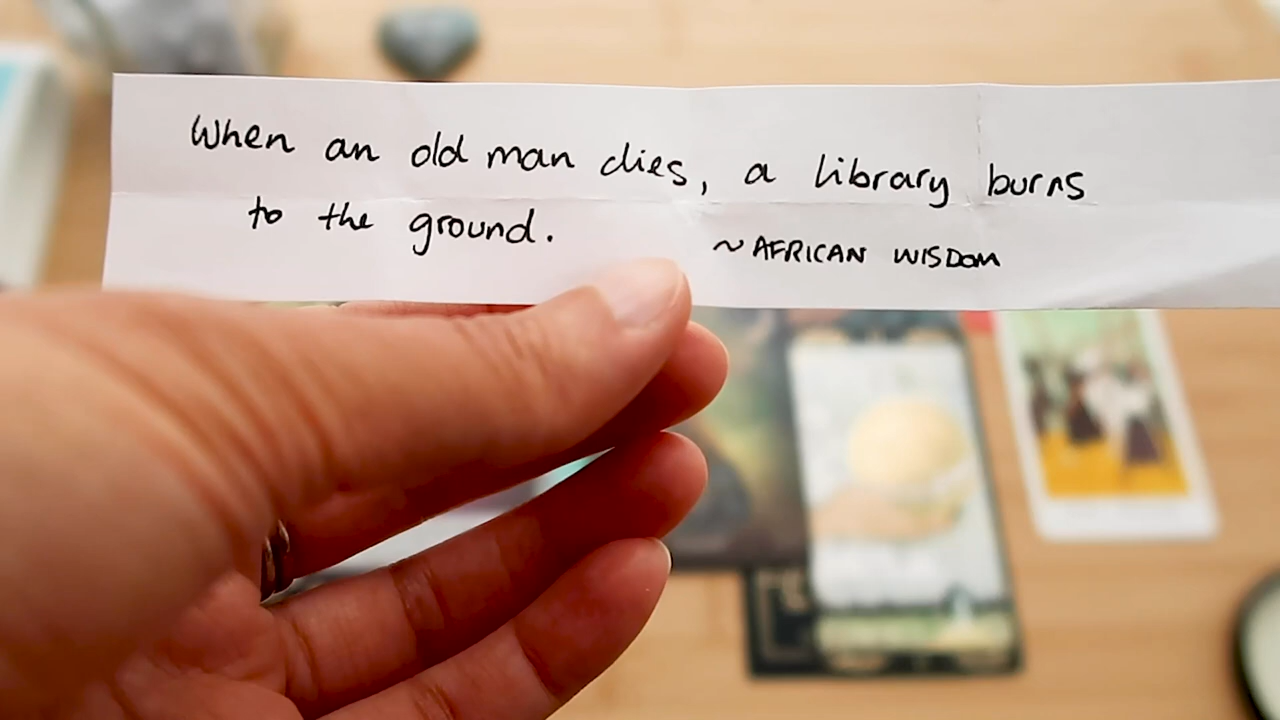 When an old man dies, a library burns
to the ground.
~AFRICAN WISDOM